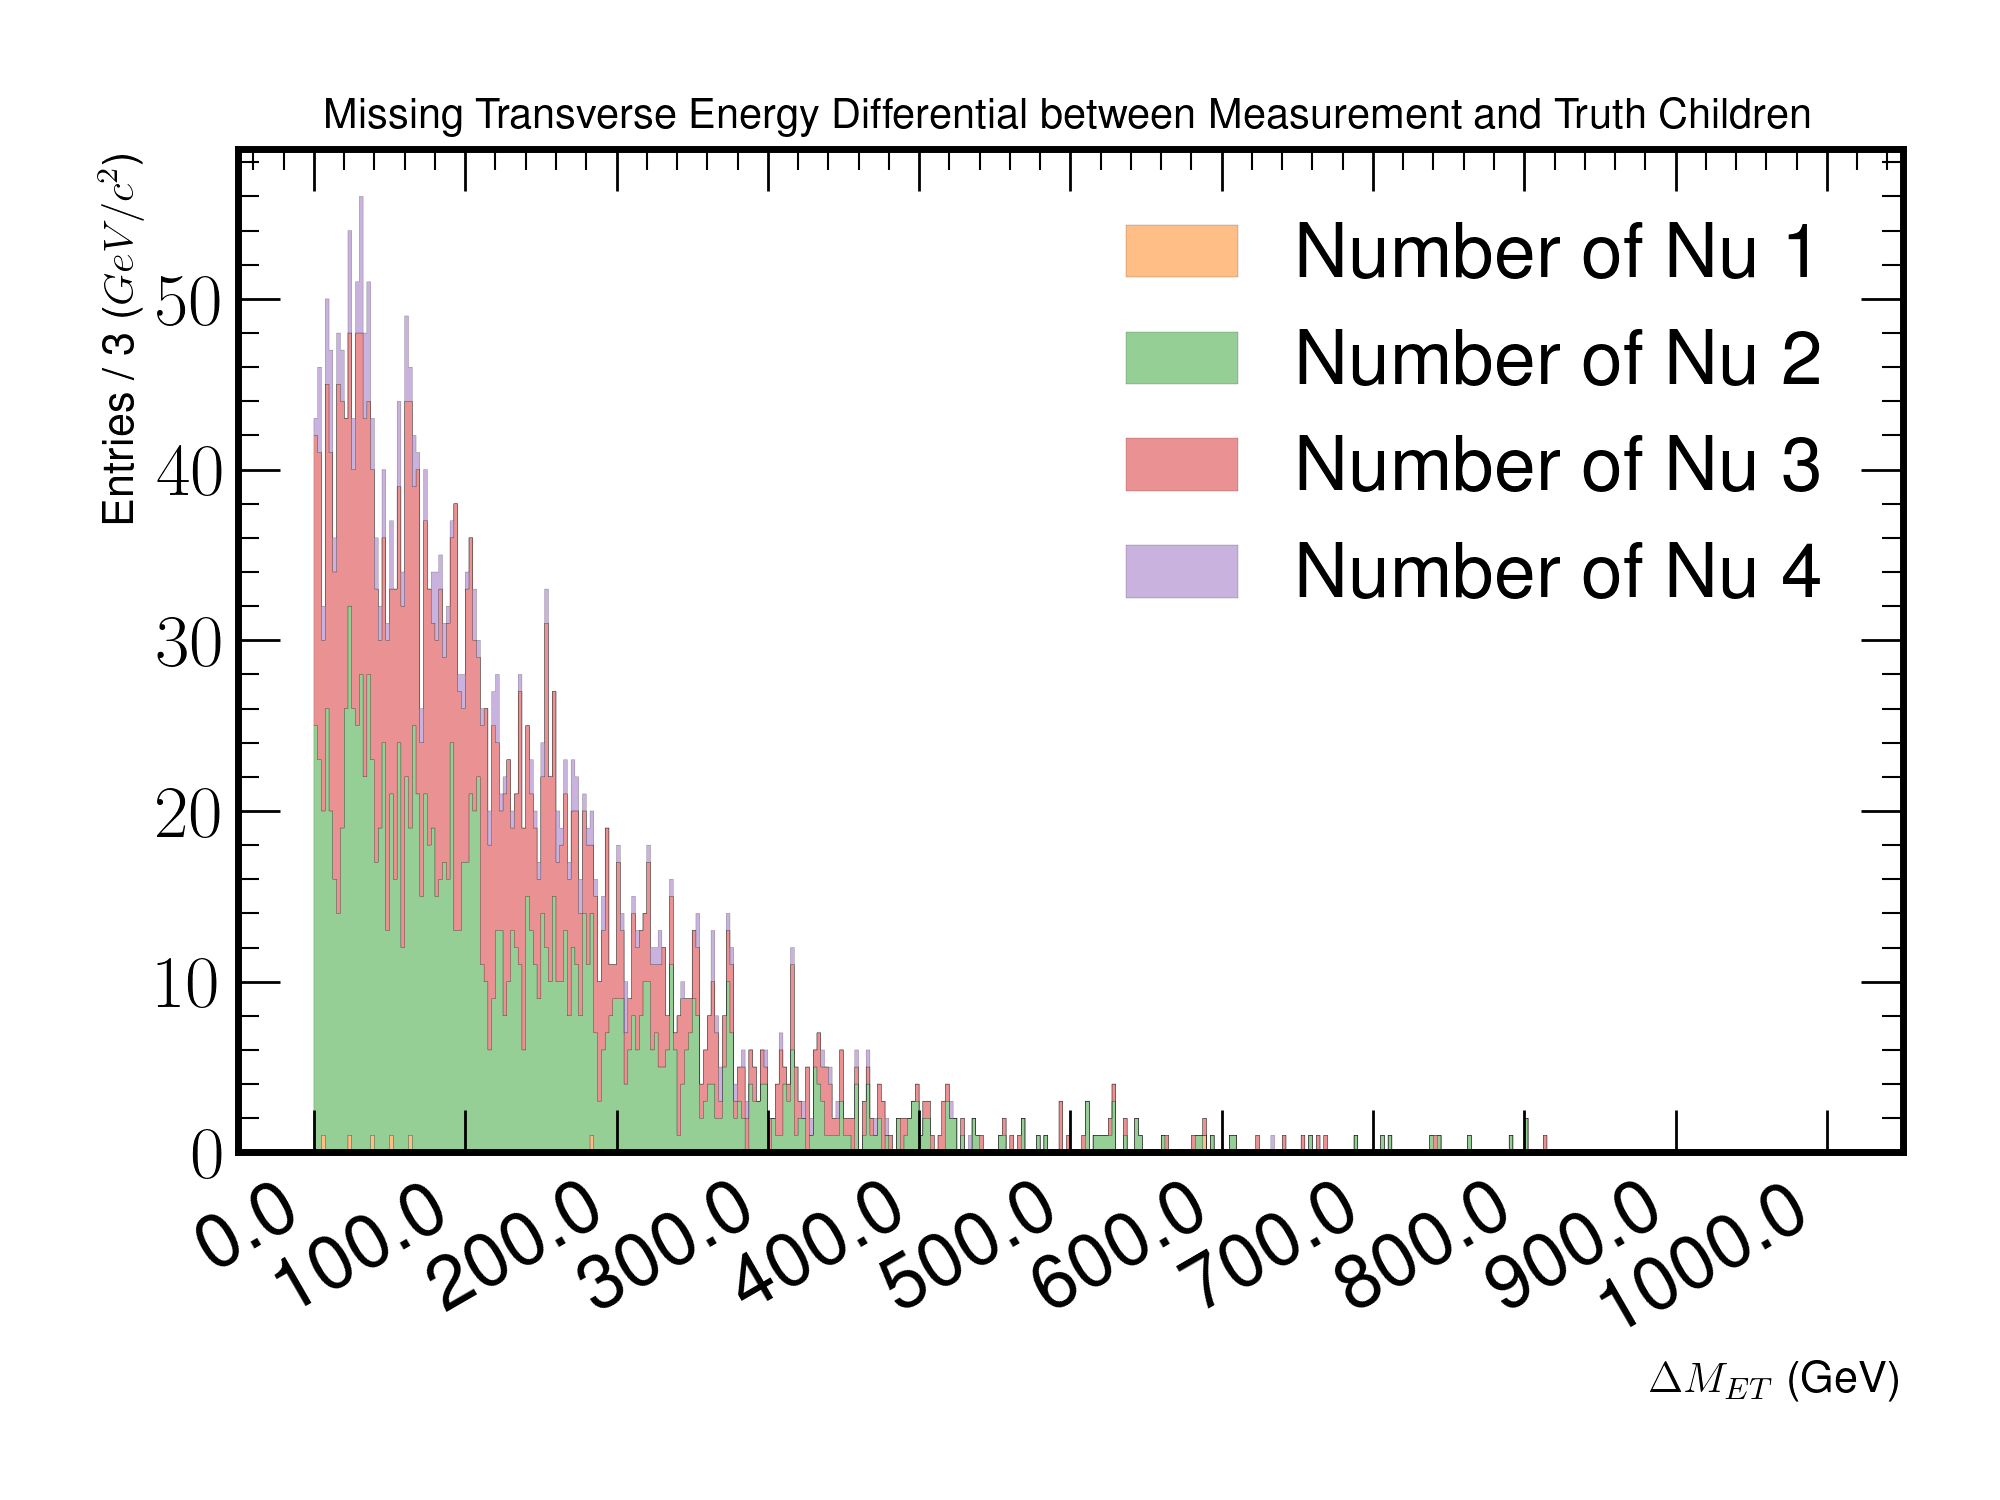 Missing Transverse Energy Differential between Measurement and Truth Children
Entries / 3 (GeV/c²)
50
40
30
20
10
0
Number of Nu 1
Number of Nu 2
Number of Nu 3
Number of Nu 4
0.0
100.0
200.0
300.0
400.0
500.0
600.0
700.0
800.0
900.0
1000.0
ΔM_ET (GeV)